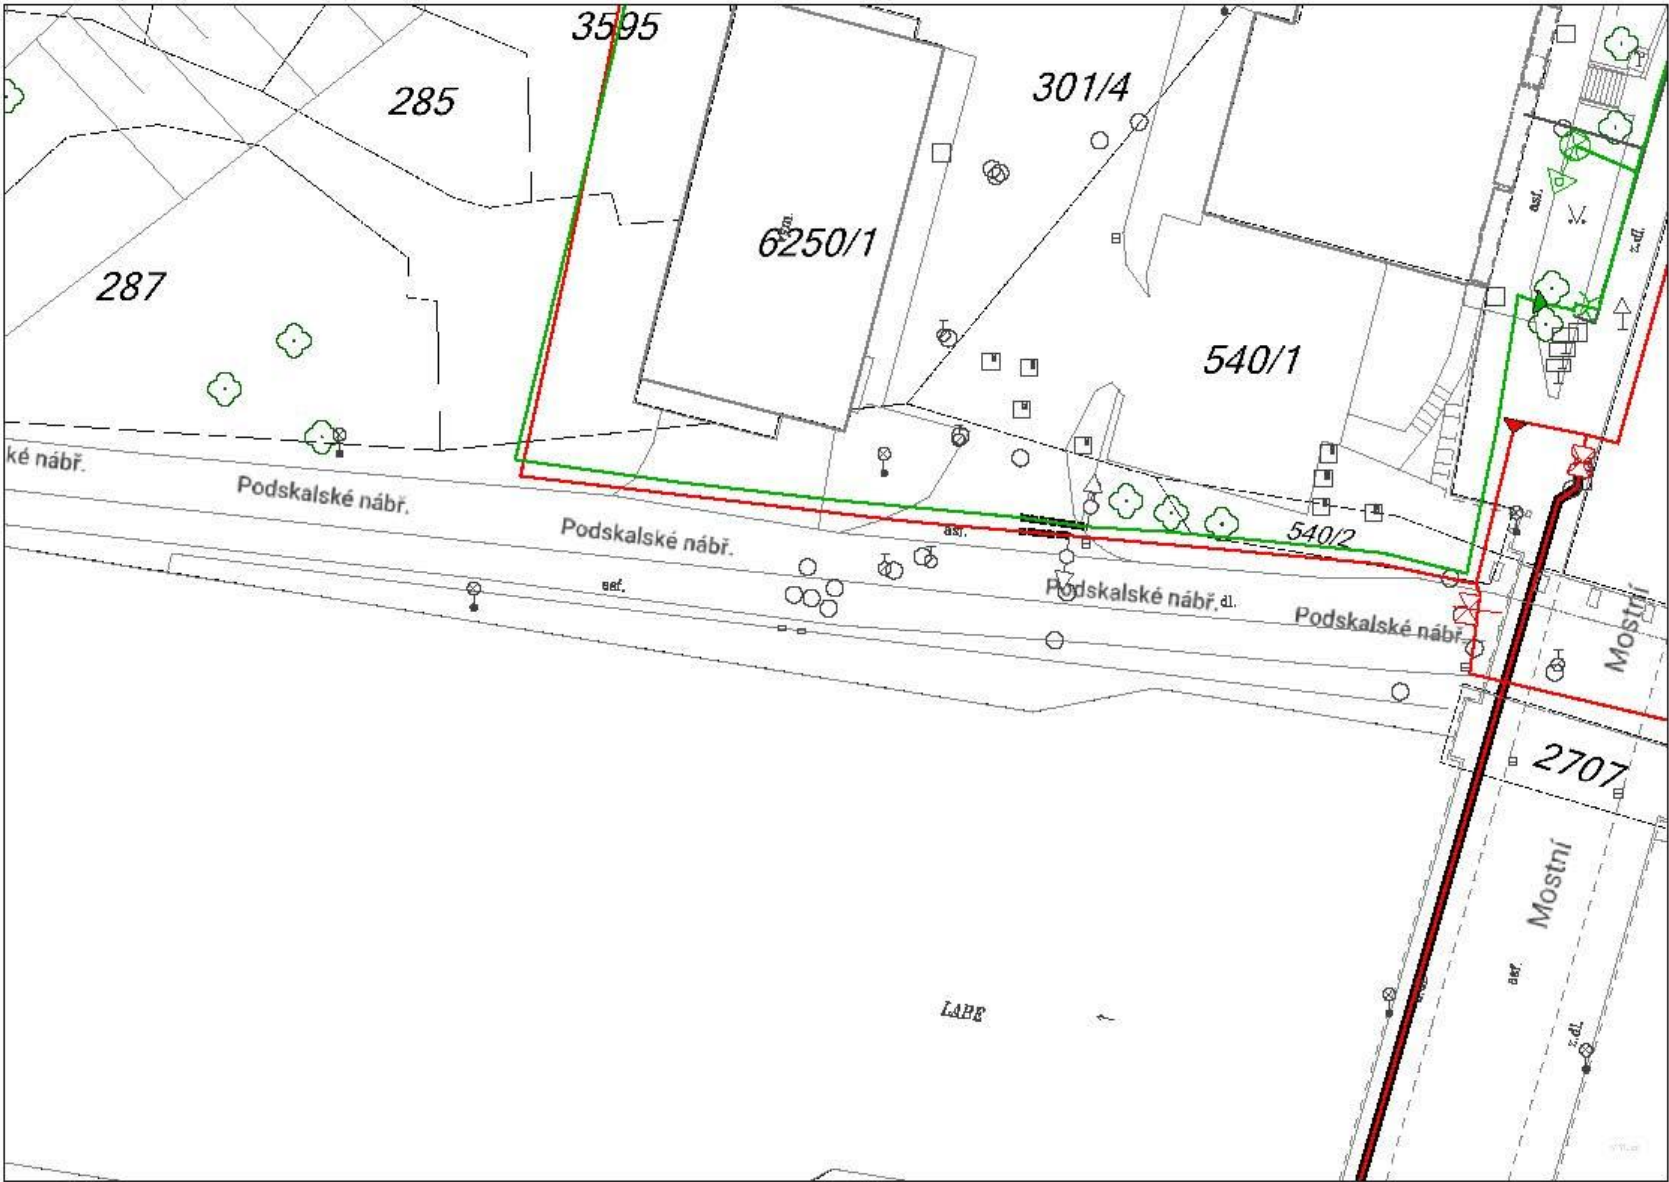 3595
285
301/4
6250/1
asf.
z.dl.
287
540/1
ké nábř.
Podskalské nábř.
Podskalské nábř.
asf.
540/2
asf.
Podskalské nábř.
dl.
Podskalské nábř.
Mostní
2707
Mostní
asf.
LABE
z.dl.